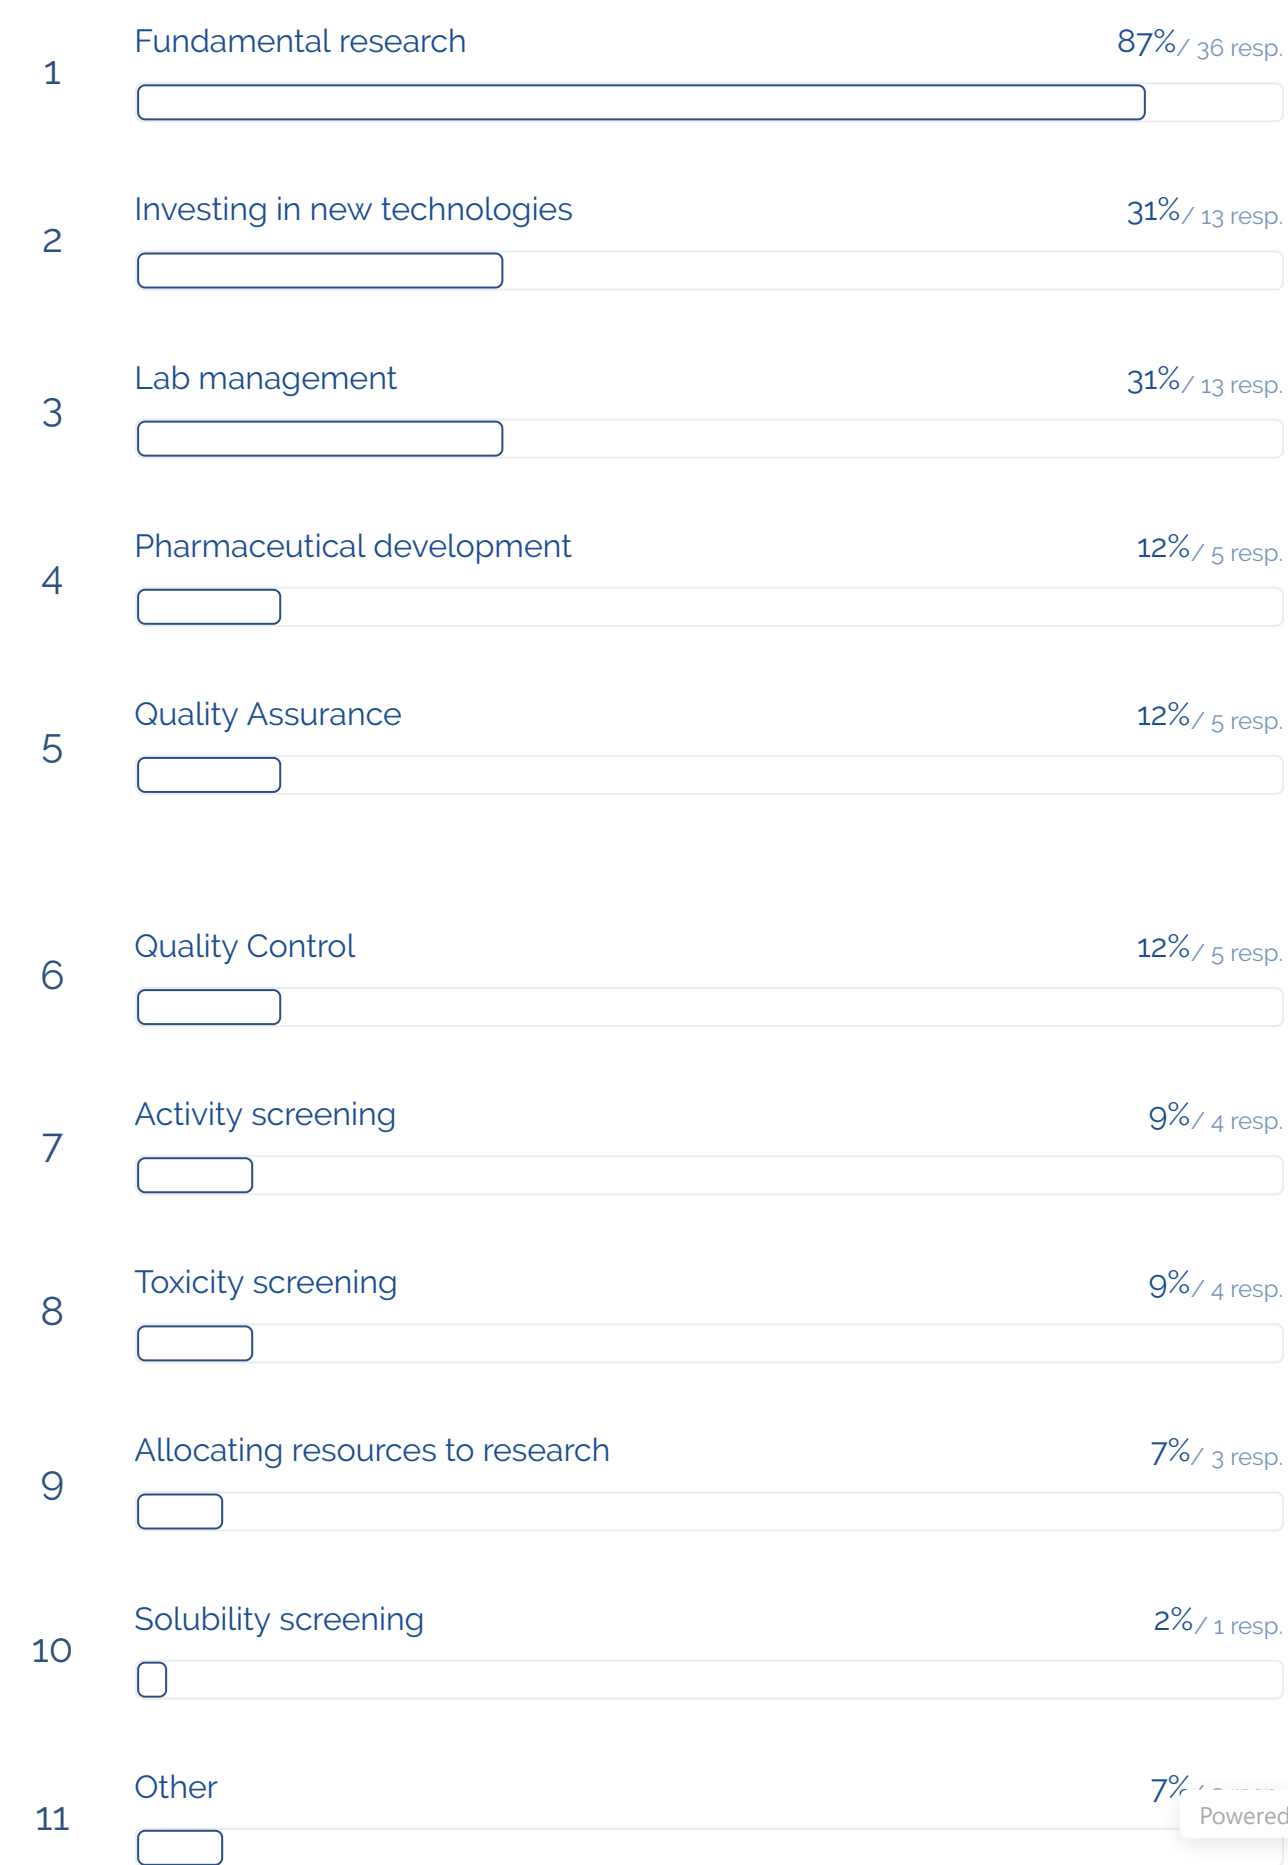 1
Fundamental research
87% / 36 resp.
2
Investing in new technologies
31% / 13 resp.
3
Lab management
31% / 13 resp.
4
Pharmaceutical development
12% / 5 resp.
5
Quality Assurance
12% / 5 resp.
6
Quality Control
12% / 5 resp.
7
Activity screening
9% / 4 resp.
8
Toxicity screening
9% / 4 resp.
9
Allocating resources to research
7% / 3 resp.
10
Solubility screening
2% / 1 resp.
11
Other
7%
Powered